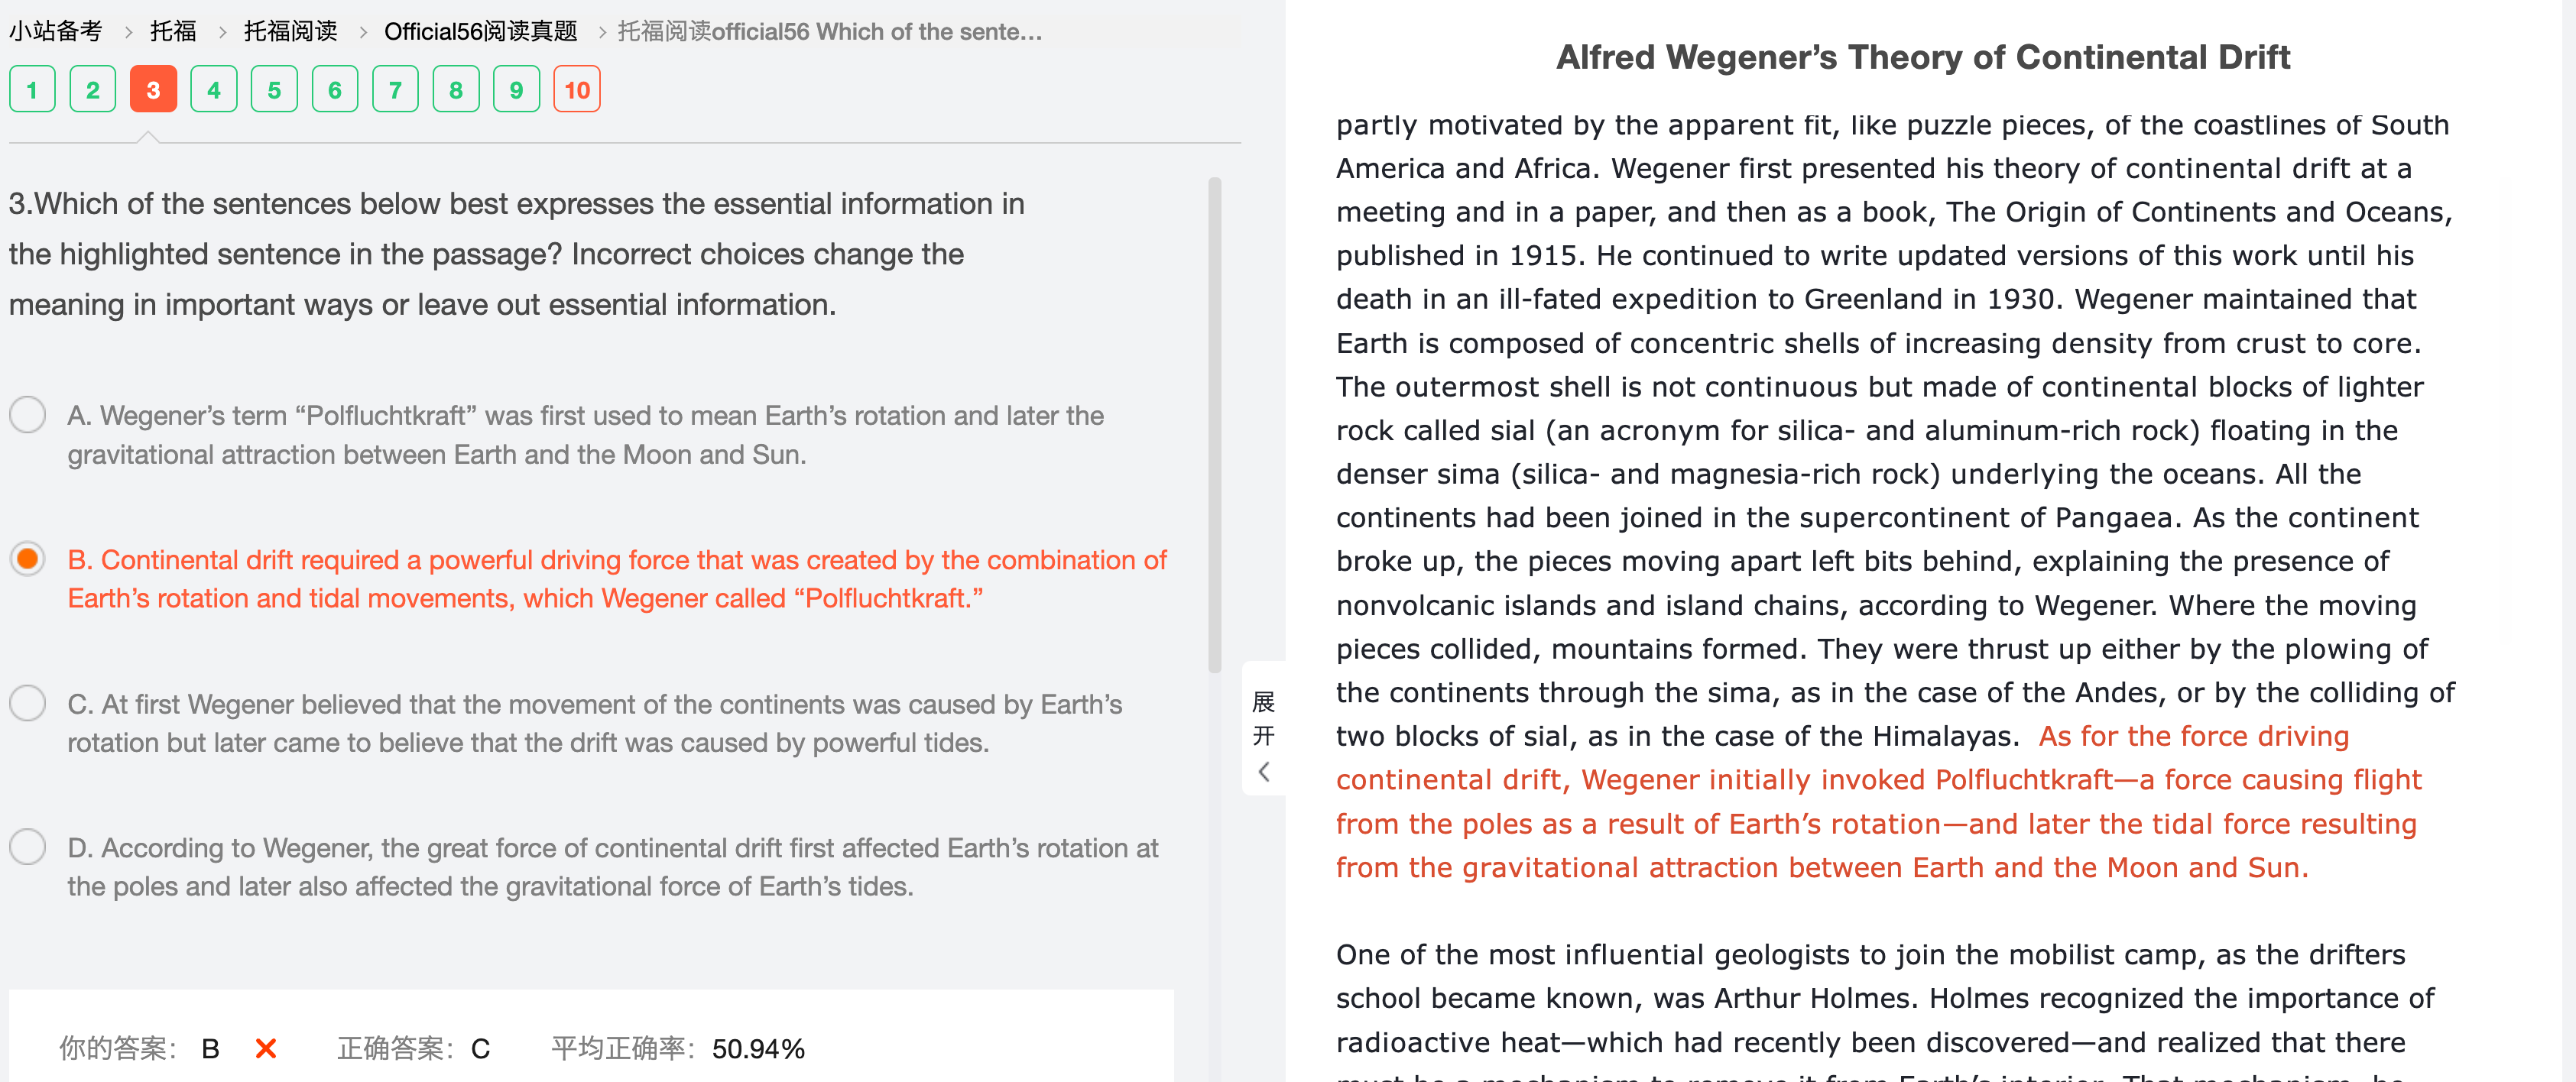 小站备考 > 托福 > 托福阅读 > Official56阅读真题 > 托福阅读official56 Which of the sente...
1 2 3 4 5 6 7 8 9 10
3.Which of the sentences below best expresses the essential information in
the highlighted sentence in the passage? Incorrect choices change the
meaning in important ways or leave out essential information.
A. Wegener’s term “Polfluchtkraft” was first used to mean Earth’s rotation and later the
gravitational attraction between Earth and the Moon and Sun.
B. Continental drift required a powerful driving force that was created by the combination of
Earth’s rotation and tidal movements, which Wegener called “Polfluchtkraft.”
C. At first Wegener believed that the movement of the continents was caused by Earth’s
rotation but later came to believe that the drift was caused by powerful tides.
D. According to Wegener, the great force of continental drift first affected Earth’s rotation at
the poles and later also affected the gravitational force of Earth’s tides.
你的答案： B 正确答案： C 平均正确率： 50.94%
展
开
Alfred Wegener’s Theory of Continental Drift
partly motivated by the apparent fit, like puzzle pieces, of the coastlines of South
America and Africa. Wegener first presented his theory of continental drift at a
meeting and in a paper, and then as a book, The Origin of Continents and Oceans,
published in 1915. He continued to write updated versions of this work until his
death in an ill-fated expedition to Greenland in 1930. Wegener maintained that
Earth is composed of concentric shells of increasing density from crust to core.
The outermost shell is not continuous but made of continental blocks of lighter
rock called sial (an acronym for silica- and aluminum-rich rock) floating in the
denser sima (silica- and magnesia-rich rock) underlying the oceans. All the
continents had been joined in the supercontinent of Pangaea. As the continent
broke up, the pieces moving apart left bits behind, explaining the presence of
nonvolcanic islands and island chains, according to Wegener. Where the moving
pieces collided, mountains formed. They were thrust up either by the plowing of
the continents through the sima, as in the case of the Andes, or by the colliding of
two blocks of sial, as in the case of the Himalayas. As for the force driving
continental drift, Wegener initially invoked Polfluchtkraft—a force causing flight
from the poles as a result of Earth’s rotation—and later the tidal force resulting
from the gravitational attraction between Earth and the Moon and Sun.
One of the most influential geologists to join the mobilist camp, as the drifters
school became known, was Arthur Holmes. Holmes recognized the importance of
radioactive heat—which had recently been discovered—and realized that there